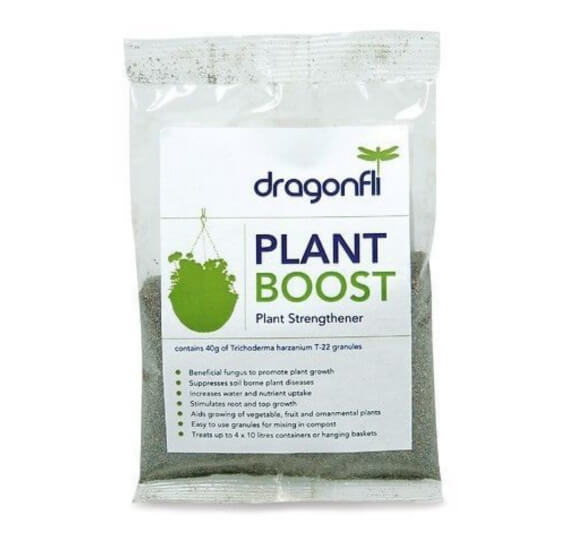 dragonfli
PLANT
BOOST
Plant Strengthener
contains 40g of Trichoderma harzanium T-22 granules
Beneficial fungus to promote plant growth
Suppresses soil borne plant diseases
Increases water and nutrient uptake
Stimulates root and top growth
Aids growing of vegetable, fruit and ornanmental plants
Easy to use granules for mixing in compost
Treats up to 4 x 10 litres containers or hanging baskets